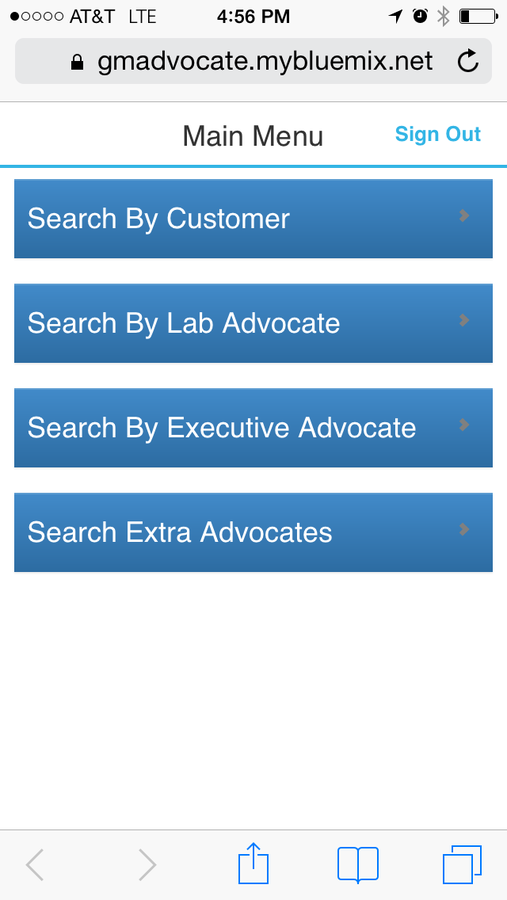 AT&T LTE 4:56 PM
gmadvocate.mybluemix.net
Main Menu Sign Out
Search By Customer
Search By Lab Advocate
Search By Executive Advocate
Search Extra Advocates